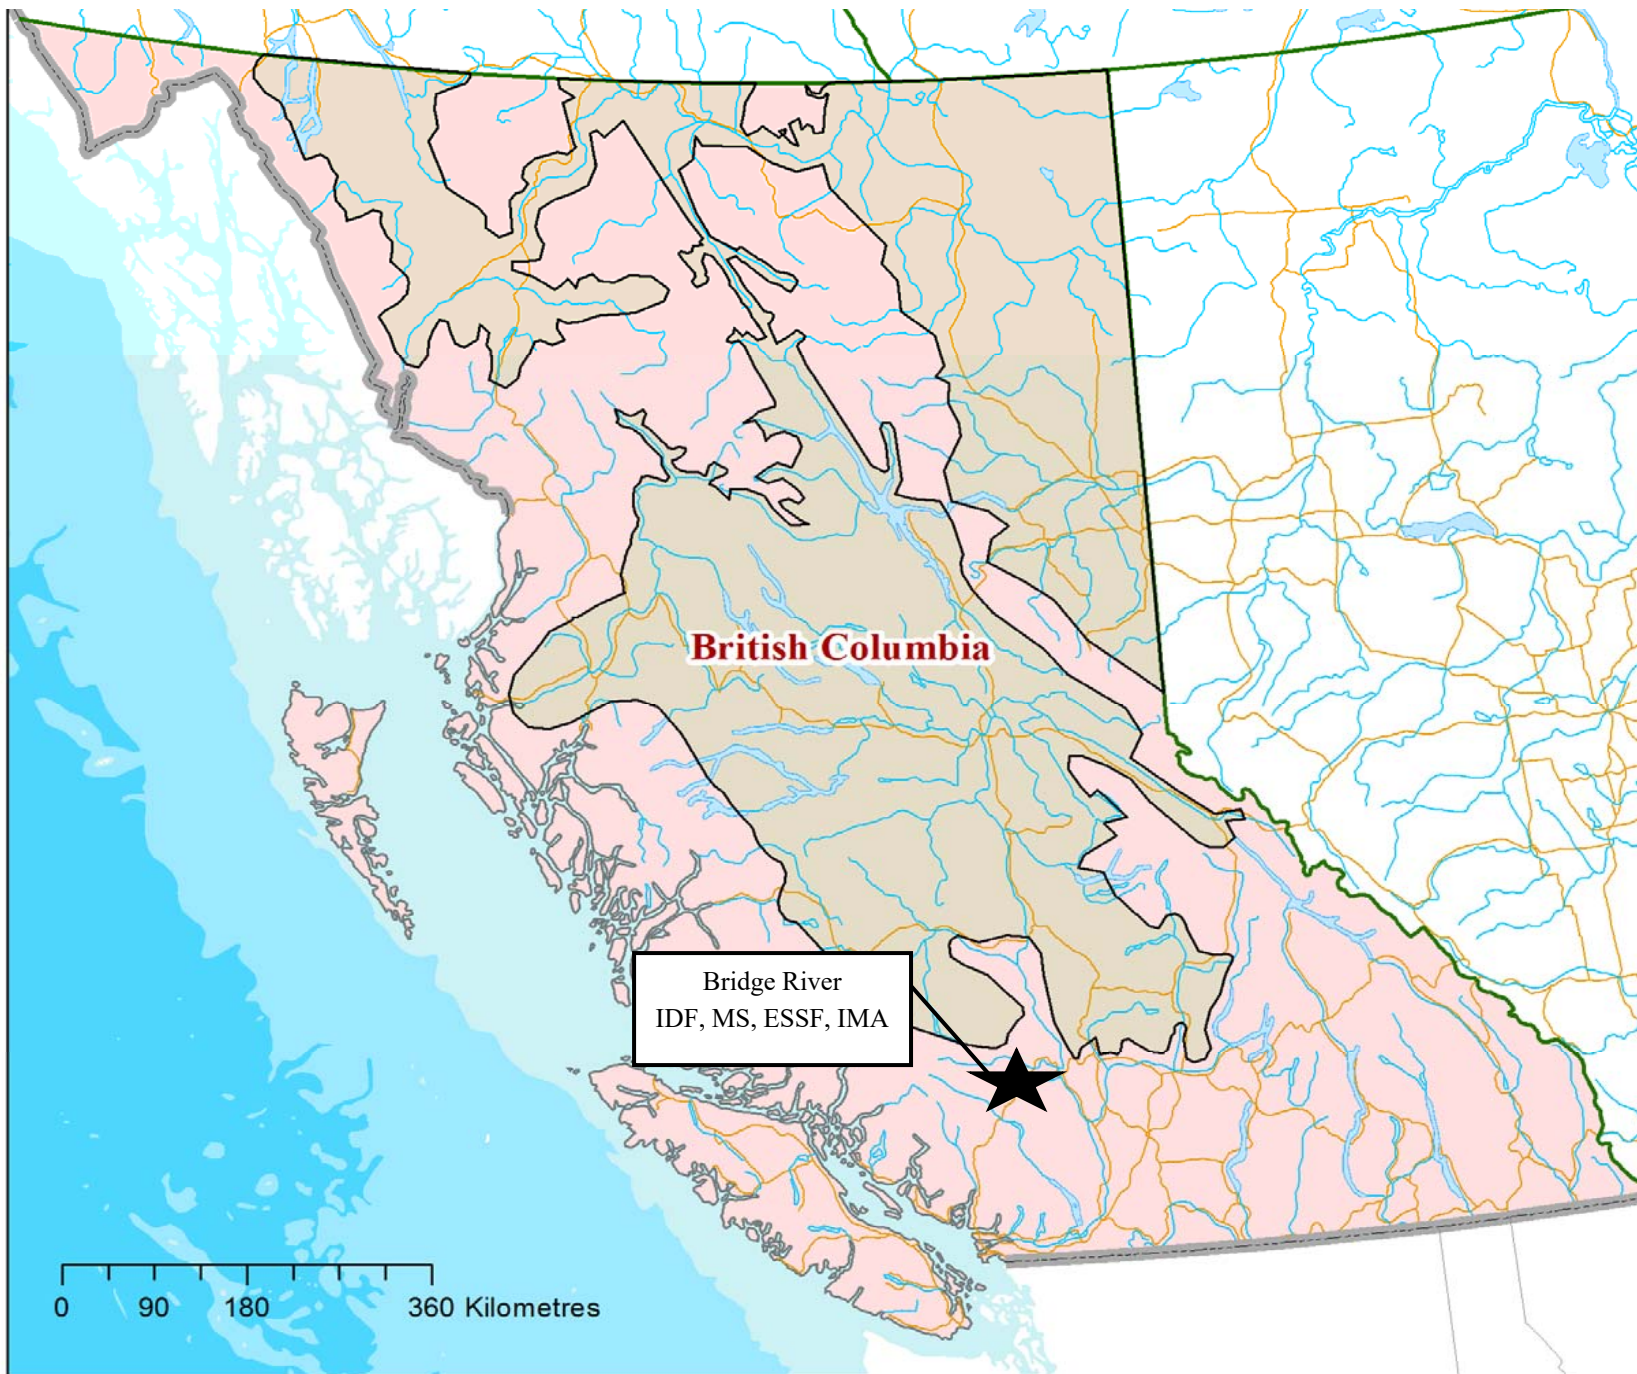 British Columbia
Bridge River
IDF, MS, ESSF, IMA
0 90 180 360 Kilometres